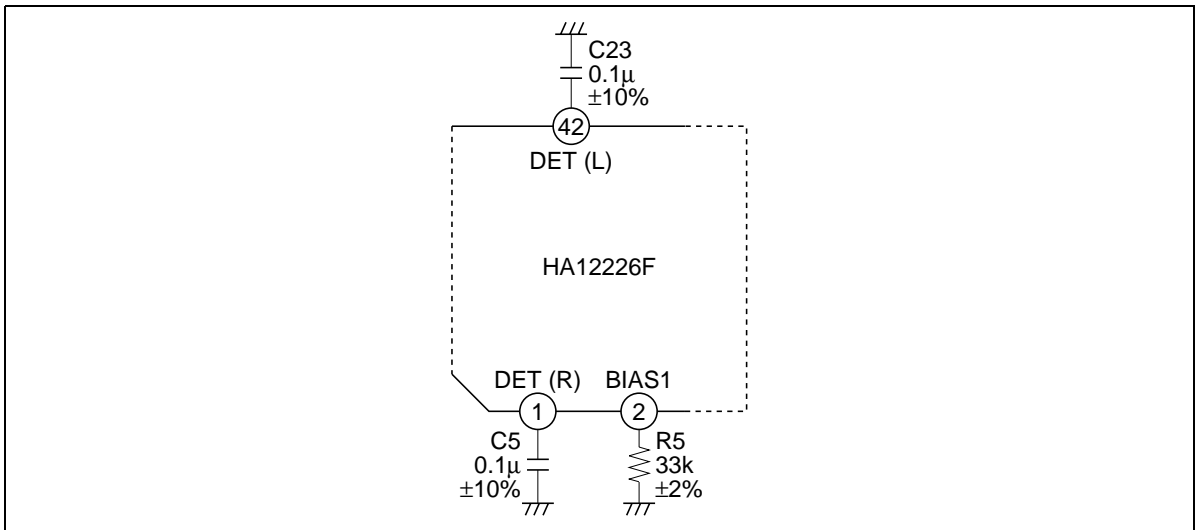 C23
0.1μ
±10%
42
DET (L)
HA12226F
DET (R)
BIAS1
1
2
C5
0.1μ
±10%
R5
33k
±2%